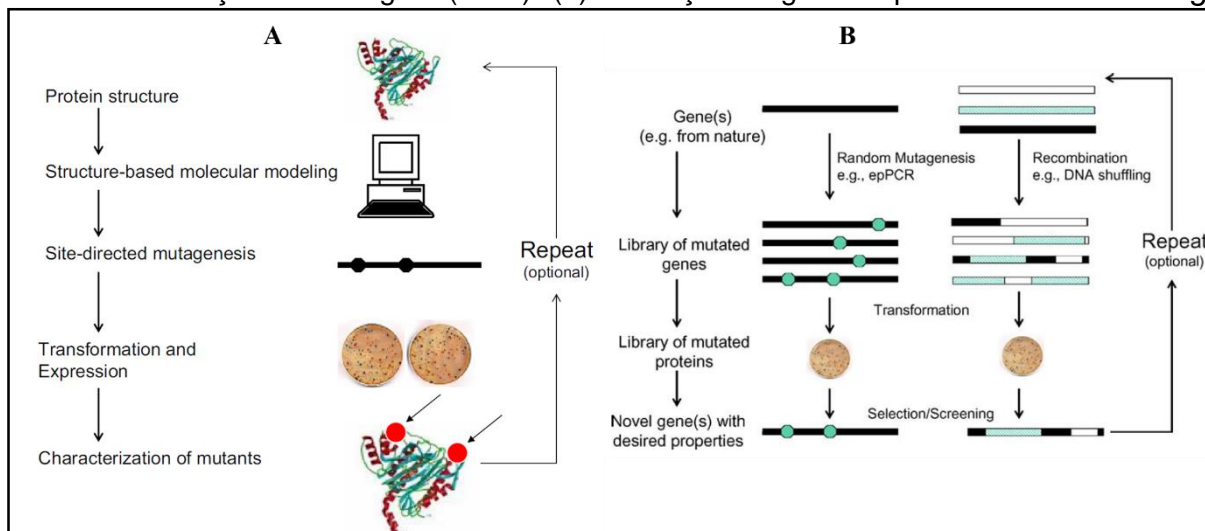 A
Protein structure
Structure-based molecular modeling
Site-directed mutagenesis
Transformation and
Expression
Characterization of mutants
Repeat
(optional)
B
Gene(s)
(e.g. from nature)
Random Mutagenesis
e.g., epPCR
Recombination
e.g., DNA shuffling
Library of mutated
genes
Transformation
Library of mutated
proteins
Selection/Screening
Novel gene(s) with
desired properties
Repeat
(optional)